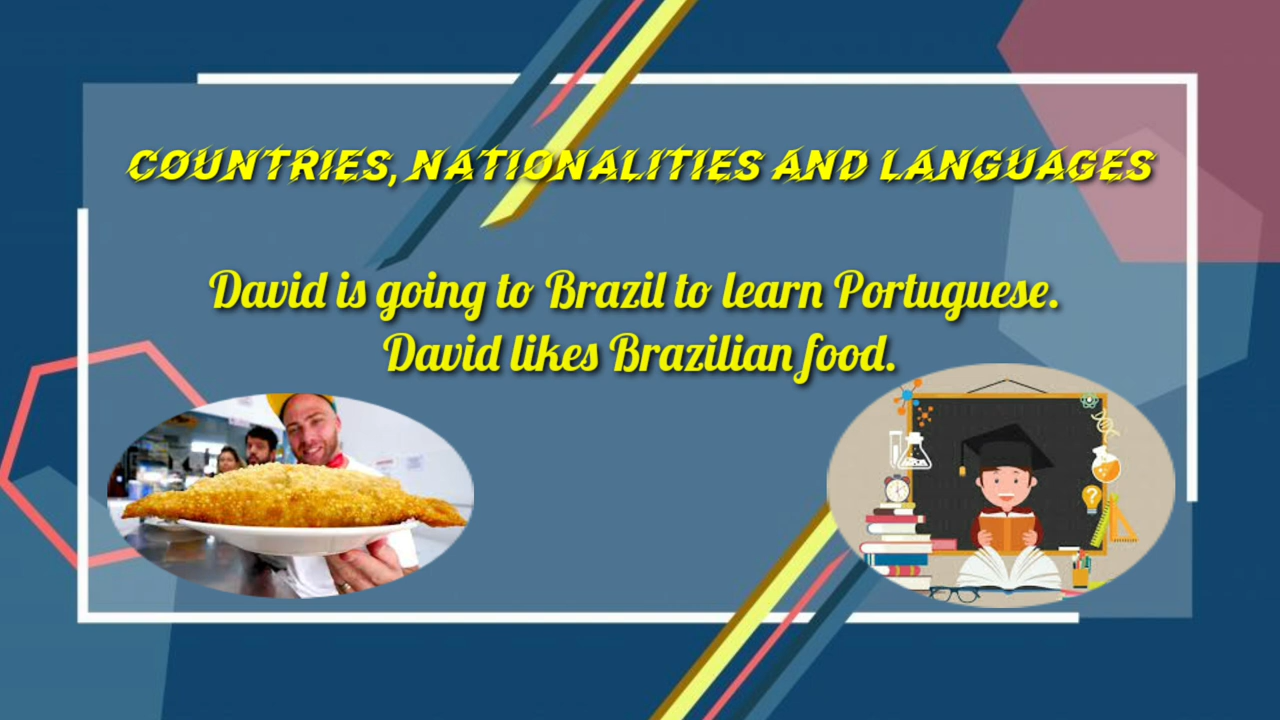 COUNTRIES, NATIONALITIES AND LANGUAGES
David is going to Brazil to learn Portuguese.
David likes Brazilian food.
?